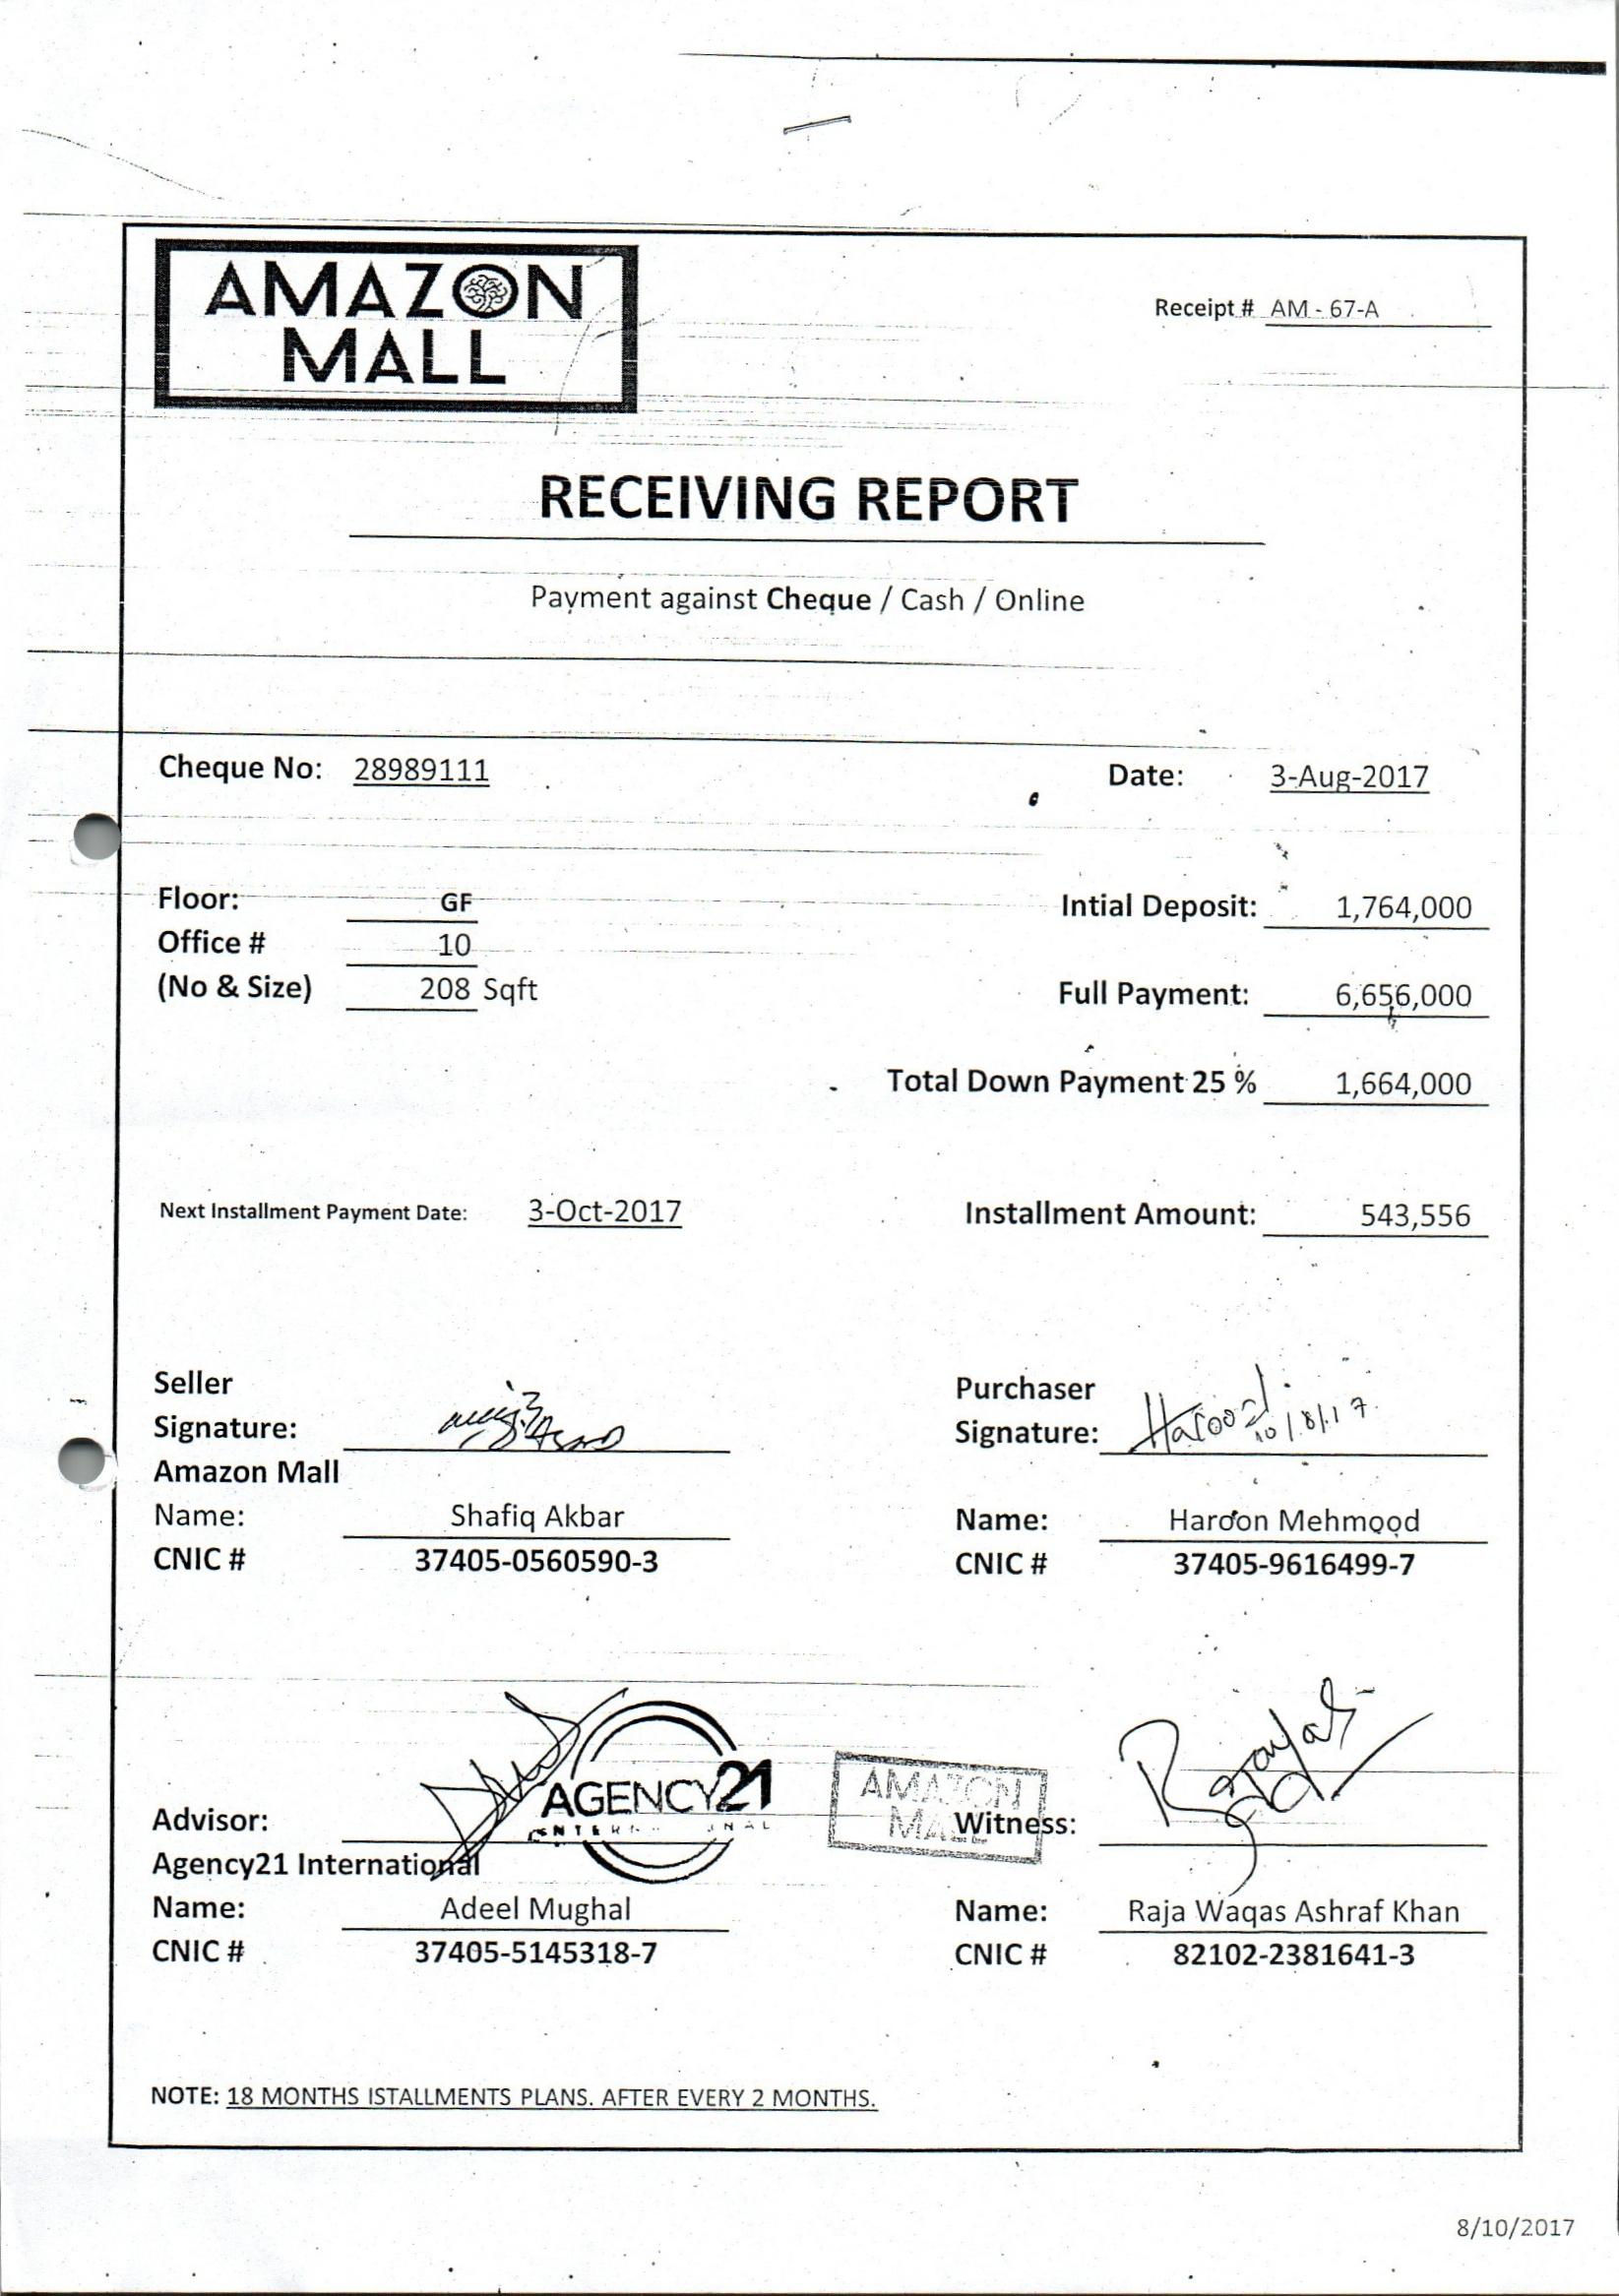 AMAZON
MALL
Receipt # AM - 67-A
RECEIVING REPORT
Payment against Cheque / Cash / Online
Cheque No: 28989111 Date: 3-Aug-2017
Floor: GF Intial Deposit: 1,764,000
Office # 10
(No & Size) 208 Sqft Full Payment: 6,656,000
Total Down Payment 25 % 1,664,000
Next Installment Payment Date: 3-Oct-2017 Installment Amount: 543,556
Seller Purchaser
Signature: Signature: Haroon 10/8/17.
Amazon Mall
Name: Shafiq Akbar Name: Haroon Mehmood
CNIC # 37405-0560590-3 CNIC # 37405-9616499-7
AGENCY21
AMAZON
MALL
Advisor: Witness:
Agency21 International
Name: Adeel Mughal Name: Raja Waqas Ashraf Khan
CNIC # 37405-5145318-7 CNIC # 82102-2381641-3
NOTE: 18 MONTHS ISTALLMENTS PLANS. AFTER EVERY 2 MONTHS.
8/10/2017